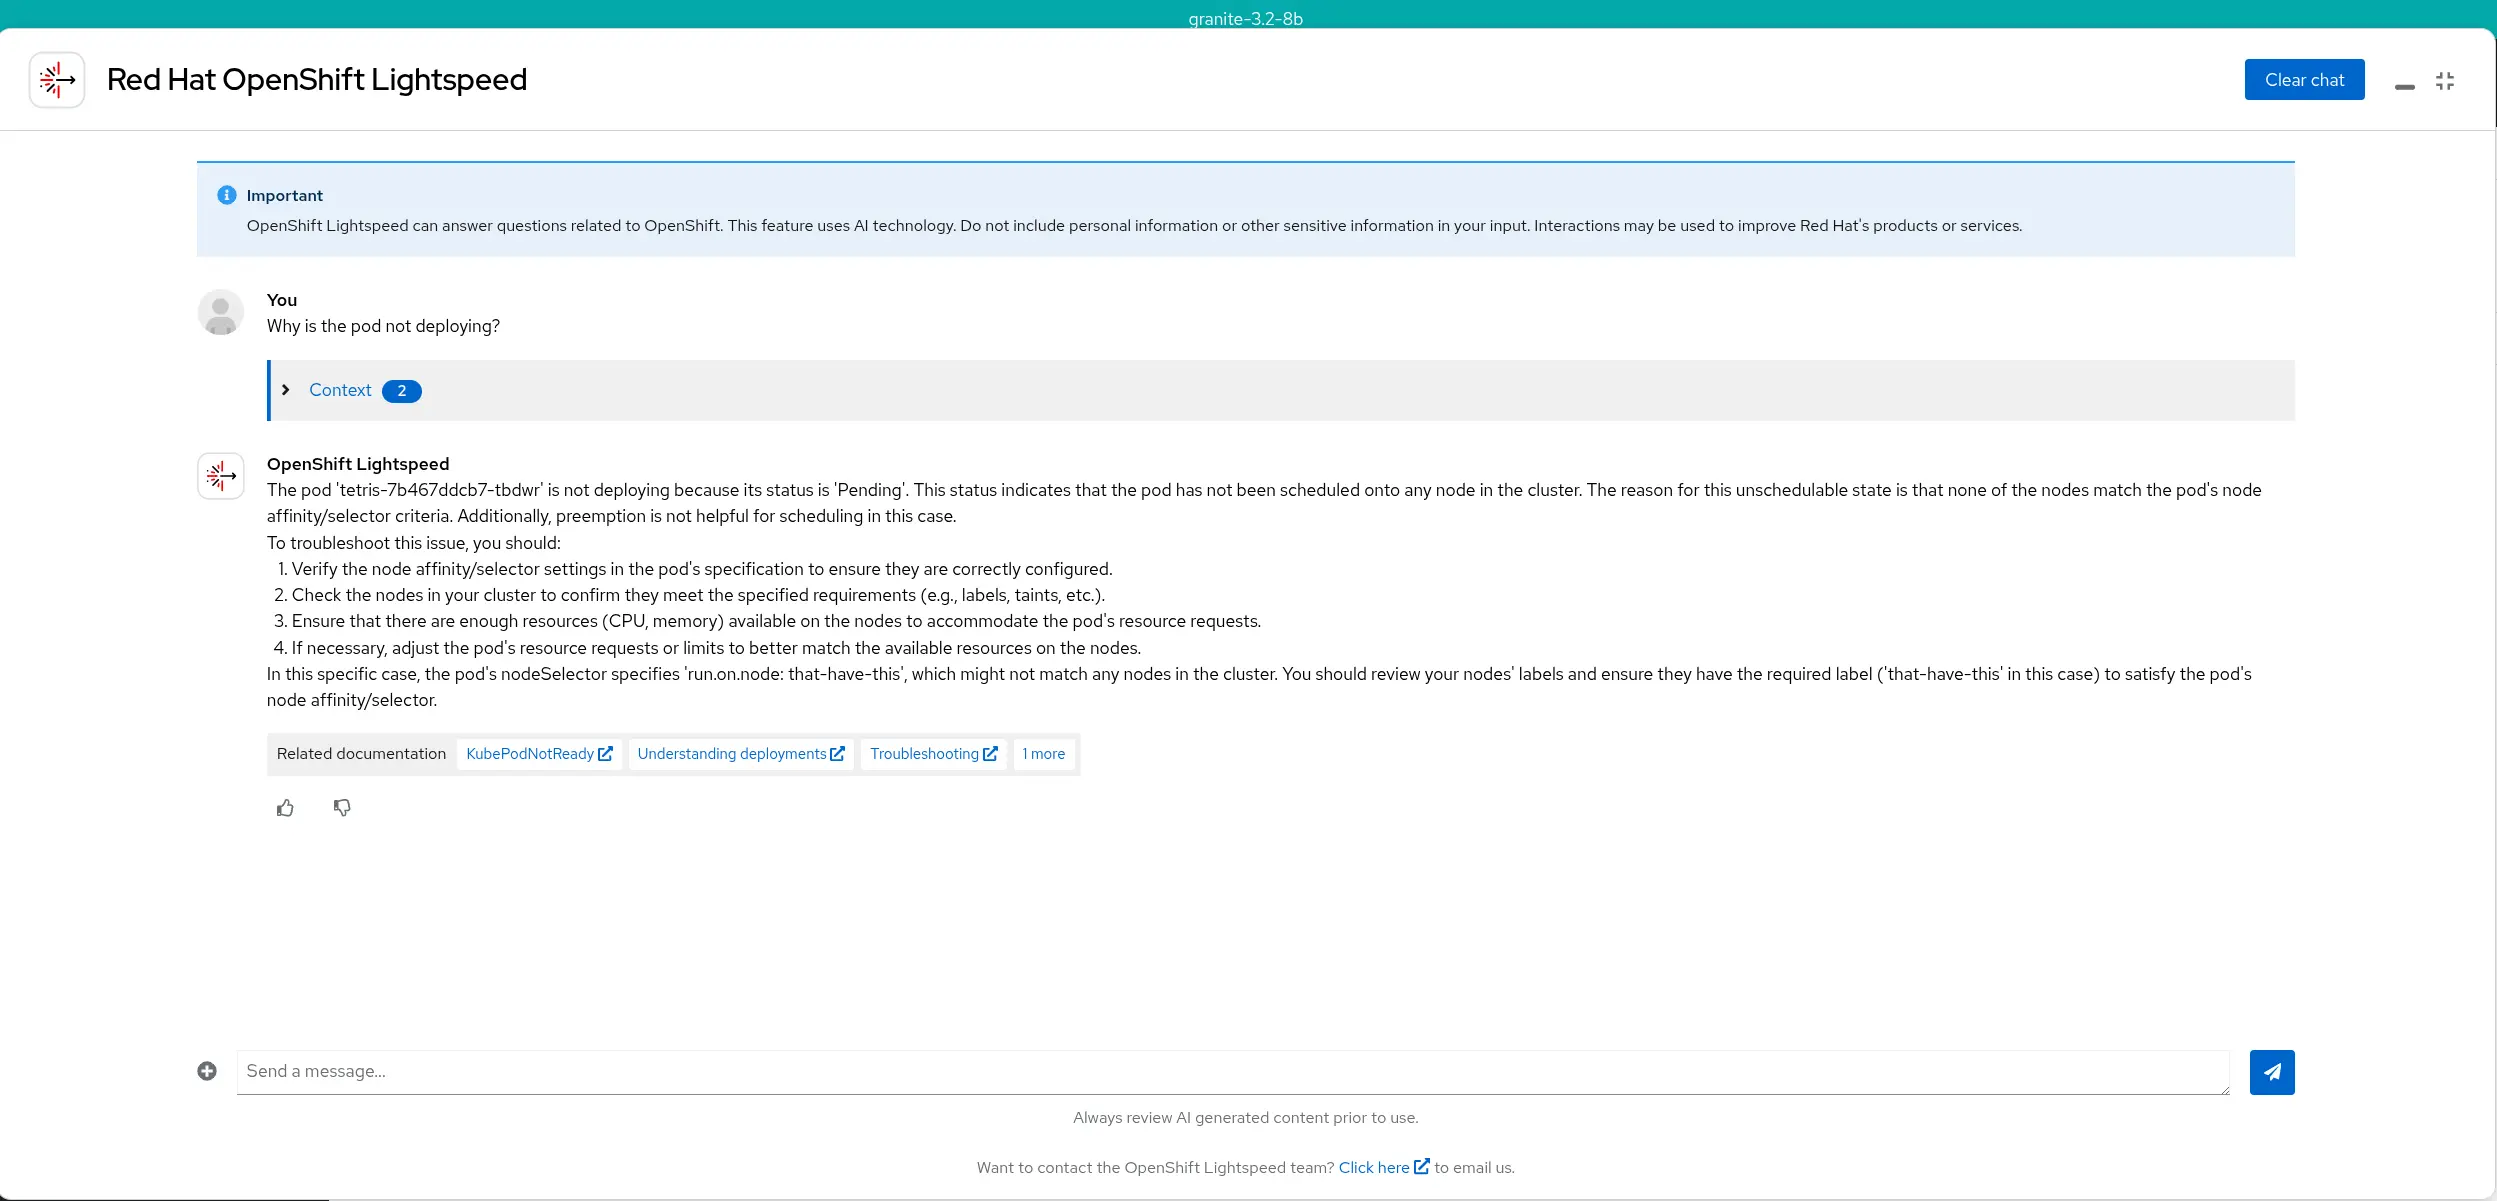 granite-3.2-8b
Red Hat OpenShift Lightspeed
Clear chat
Important
OpenShift Lightspeed can answer questions related to OpenShift. This feature uses AI technology. Do not include personal information or other sensitive information in your input. Interactions may be used to improve Red Hat's products or services.
You
Why is the pod not deploying?
Context 2
OpenShift Lightspeed
The pod 'tetris-7b467ddcb7-tbdwr' is not deploying because its status is 'Pending'. This status indicates that the pod has not been scheduled onto any node in the cluster. The reason for this unschedulable state is that none of the nodes match the pod's node
affinity/selector criteria. Additionally, preemption is not helpful for scheduling in this case.
To troubleshoot this issue, you should:
1. Verify the node affinity/selector settings in the pod's specification to ensure they are correctly configured.
2. Check the nodes in your cluster to confirm they meet the specified requirements (e.g., labels, taints, etc.).
3. Ensure that there are enough resources (CPU, memory) available on the nodes to accommodate the pod's resource requests.
4. If necessary, adjust the pod's resource requests or limits to better match the available resources on the nodes.
In this specific case, the pod's nodeSelector specifies 'run.on.node: that-have-this', which might not match any nodes in the cluster. You should review your nodes' labels and ensure they have the required label ('that-have-this' in this case) to satisfy the pod's
node affinity/selector.
Related documentation KubePodNotReady Understanding deployments Troubleshooting 1 more
Send a message...
Always review AI generated content prior to use.
Want to contact the OpenShift Lightspeed team? Click here to email us.